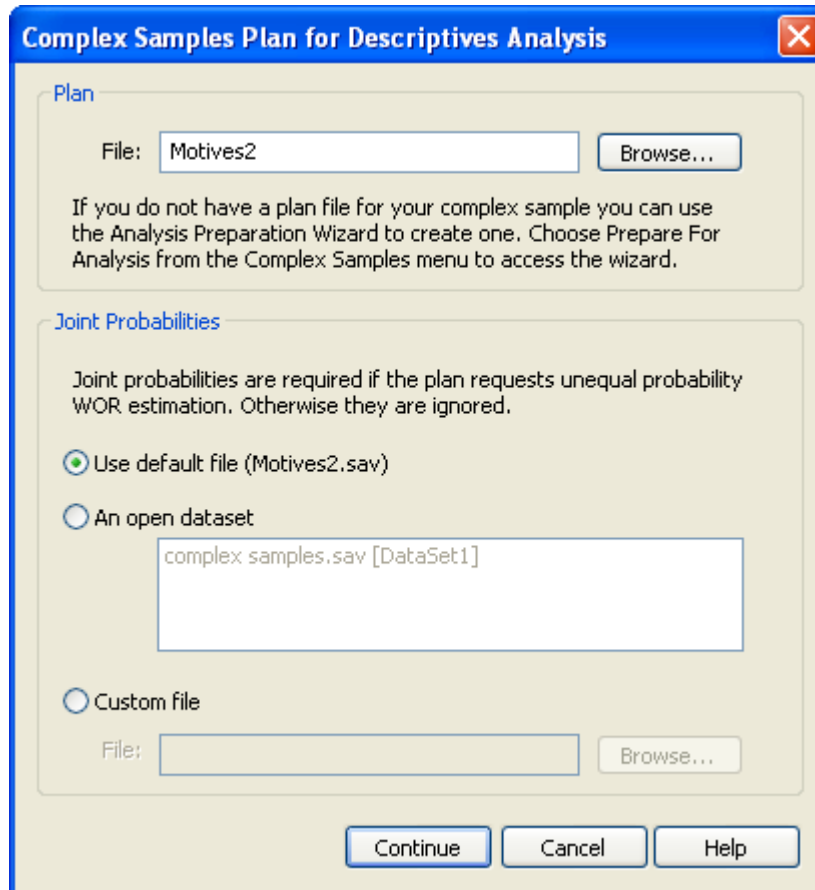 Complex Samples Plan for Descriptives Analysis
Plan
File: Motives2 Browse...
If you do not have a plan file for your complex sample you can use
the Analysis Preparation Wizard to create one. Choose Prepare For
Analysis from the Complex Samples menu to access the wizard.
Joint Probabilities
Joint probabilities are required if the plan requests unequal probability
WOR estimation. Otherwise they are ignored.
Use default file (Motives2.sav)
An open dataset
complex samples.sav [DataSet1]
Custom file
File: Browse...
Continue Cancel Help